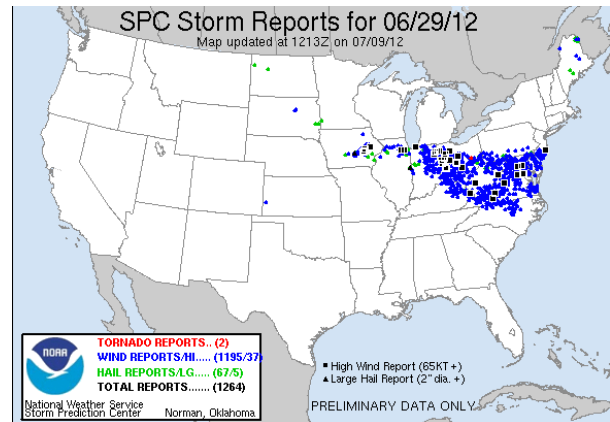 SPC Storm Reports for 06/29/12
Map updated at 1213Z on 07/09/12
TORNADO REPORTS.. (2)
WIND REPORTS/HI..... (1195/37)
HAIL REPORTS/LG..... (67/5)
TOTAL REPORTS....... (1264)
NOAA
National Weather Service
Storm Prediction Center Norman, Oklahoma
High Wind Report (65KT +)
Large Hail Report (2" dia. +)
PRELIMINARY DATA ONLY